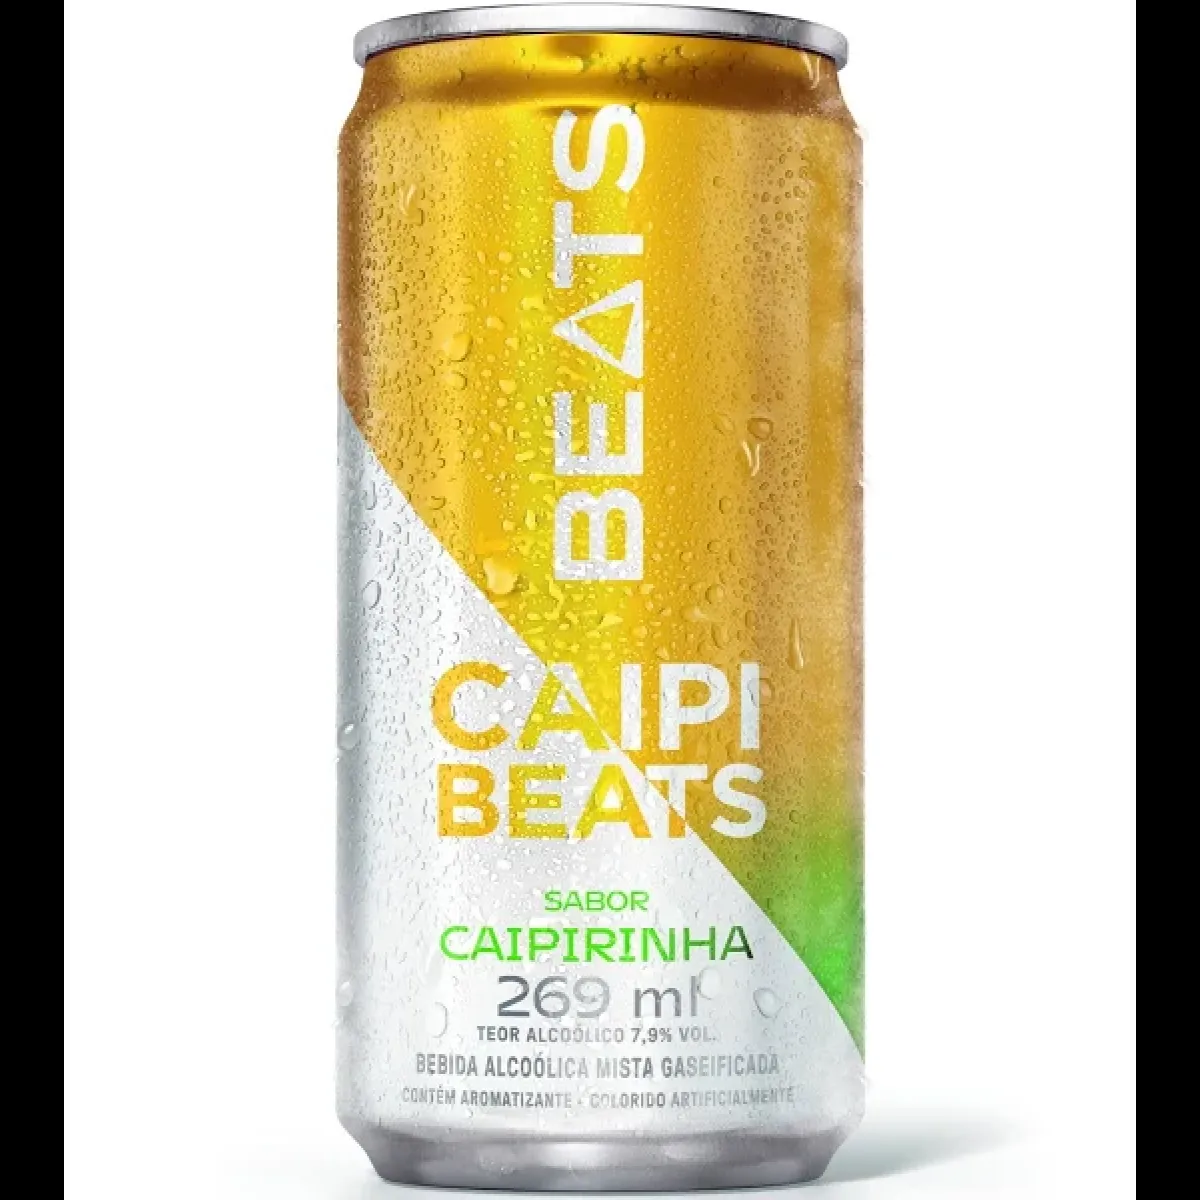 BEATS
CAIPI
BEATS
SABOR
CAIPIRINHA
269 ml
TEOR ALCOÓLICO 7,9% VOL.
BEBIDA ALCOÓLICA MISTA GASEIFICADA
CONTÉM AROMATIZANTE - COLORIDO ARTIFICIALMENTE